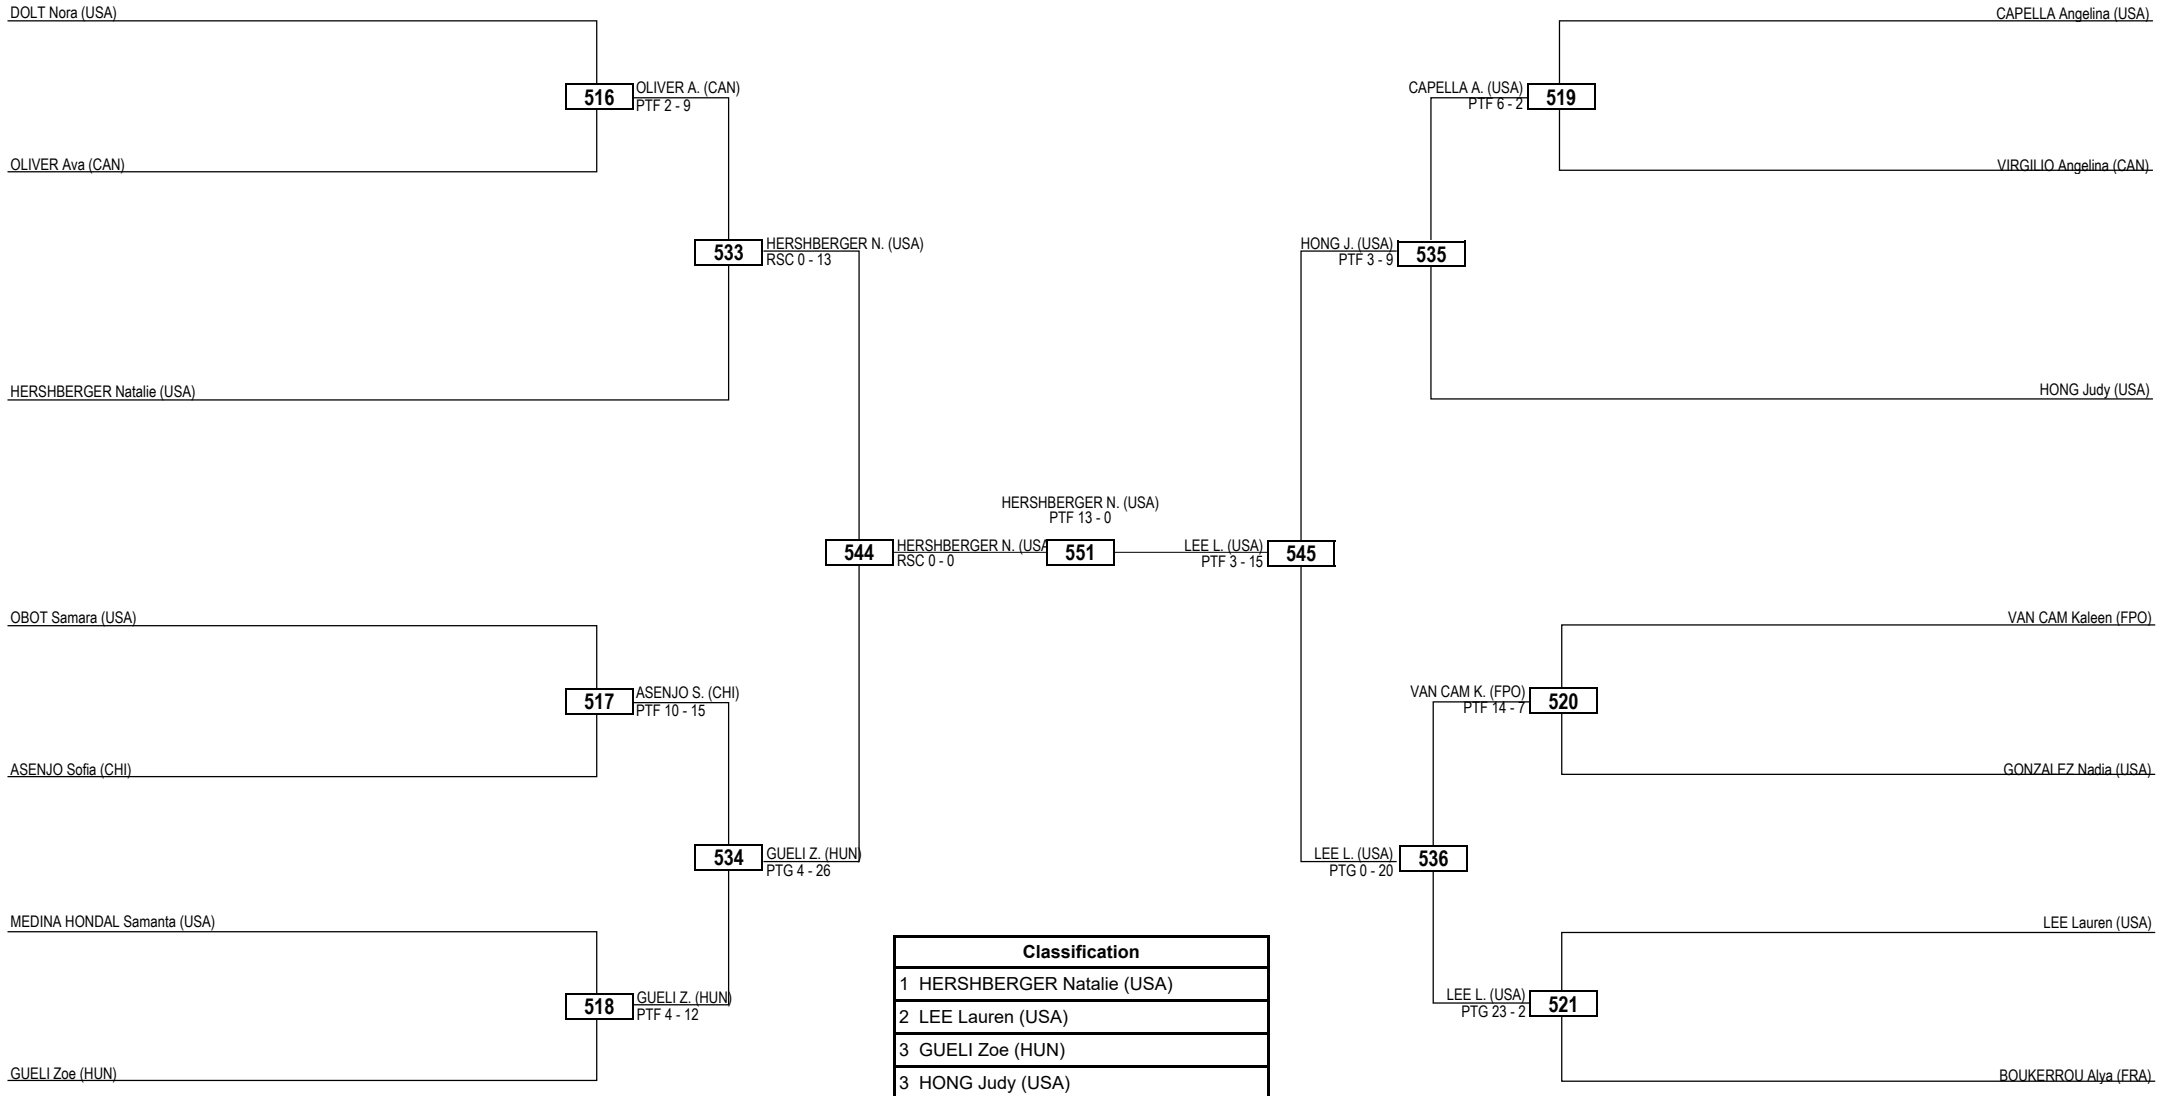 DOLT Nora (USA)
516
OLIVER A. (CAN)
PTF 2 - 9
OLIVER Ava (CAN)
533
HERSHBERGER N. (USA)
RSC 0 - 13
HERSHBERGER Natalie (USA)
544
HERSHBERGER N. (USA
RSC 0 - 0
OBOT Samara (USA)
517
ASENJO S. (CHI)
PTF 10 - 15
ASENJO Sofia (CHI)
534
GUELI Z. (HUN)
PTG 4 - 26
MEDINA HONDAL Samanta (USA)
518
GUELI Z. (HUN)
PTF 4 - 12
GUELI Zoe (HUN)
HERSHBERGER N. (USA)
PTF 13 - 0
551
CAPELLA Angelina (USA)
CAPELLA A. (USA)
PTF 6 - 2
519
VIRGILIO Angelina (CAN)
HONG J. (USA)
PTF 3 - 9
535
HONG Judy (USA)
LEE L. (USA)
PTF 3 - 15
545
VAN CAM Kaleen (FPO)
VAN CAM K. (FPO)
PTF 14 - 7
520
GONZALEZ Nadia (USA)
LEE L. (USA)
PTG 0 - 20
536
LEE Lauren (USA)
LEE L. (USA)
PTG 23 - 2
521
BOUKERROU Alya (FRA)
Classification
1 HERSHBERGER Natalie (USA)
2 LEE Lauren (USA)
3 GUELI Zoe (HUN)
3 HONG Judy (USA)